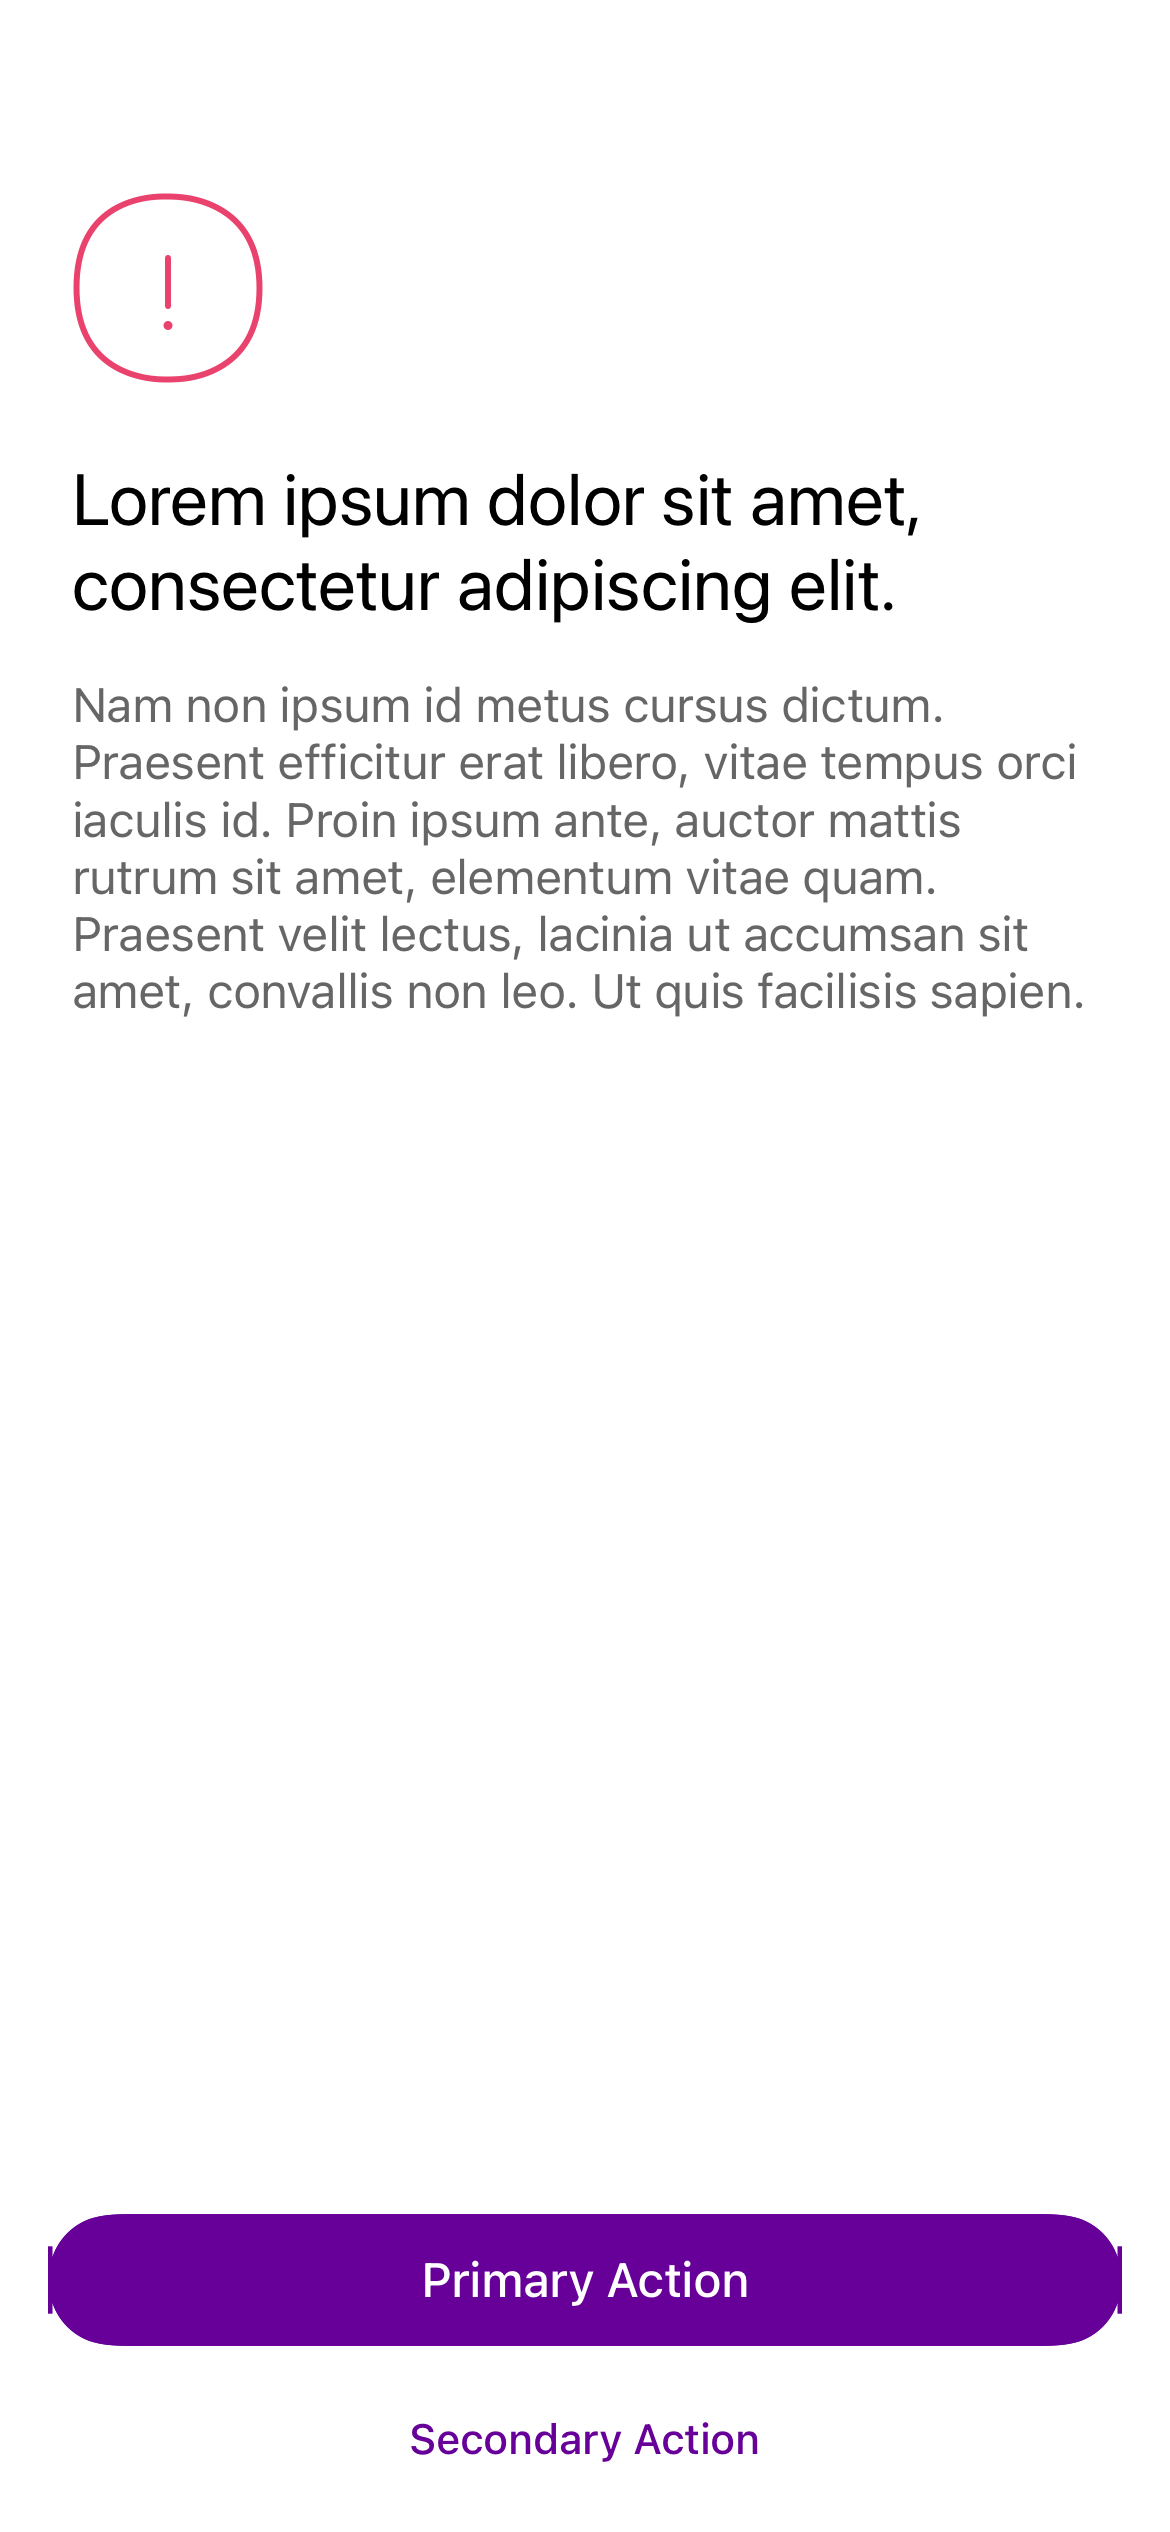 Lorem ipsum dolor sit amet,
consectetur adipiscing elit.
Nam non ipsum id metus cursus dictum.
Praesent efficitur erat libero, vitae tempus orci
iaculis id. Proin ipsum ante, auctor mattis
rutrum sit amet, elementum vitae quam.
Praesent velit lectus, lacinia ut accumsan sit
amet, convallis non leo. Ut quis facilisis sapien.
Primary Action
Secondary Action